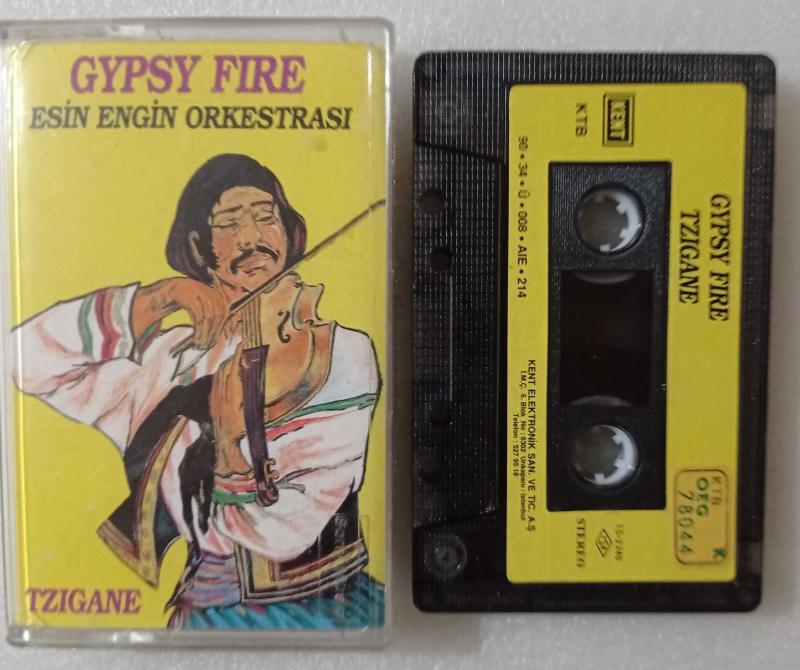 GYPSY FIRE
ESİN ENGİN ORKESTRASI
TZIGANE
KENT
KTB
90 • 34 • Ü • 008 • AİE • 214
GYPSY FIRE
TZIGANE
KENT ELEKTRONİK SAN. VE TİC. A.Ş
I.M.Ç. 6. Blok No : 6302 Unkapanı / İstanbul
Telefon : 527 95 18
STEREO
KTB K
OEG
78044